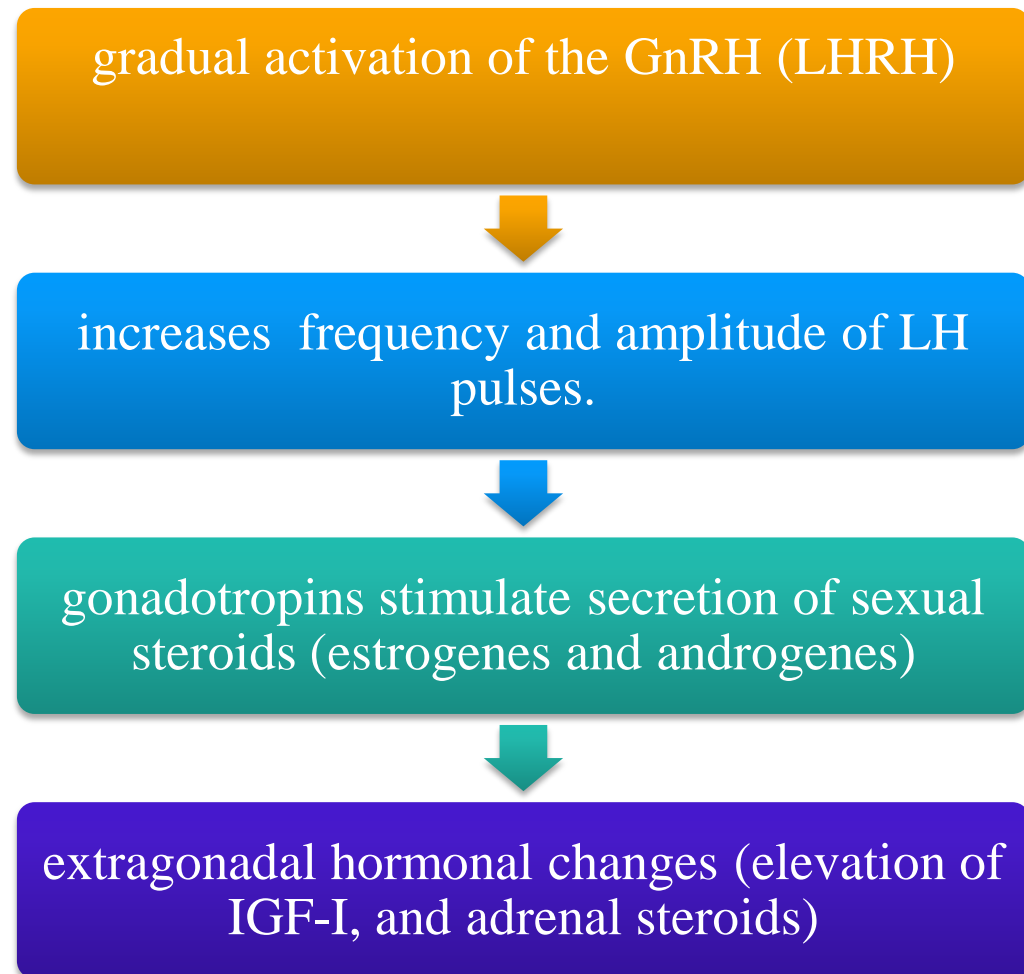 gradual activation of the GnRH (LHRH)
increases  frequency and amplitude of LH
pulses.
gonadotropins stimulate secretion of sexual
steroids (estrogenes and androgenes)
extragonadal hormonal changes (elevation of
IGF-I, and adrenal steroids)